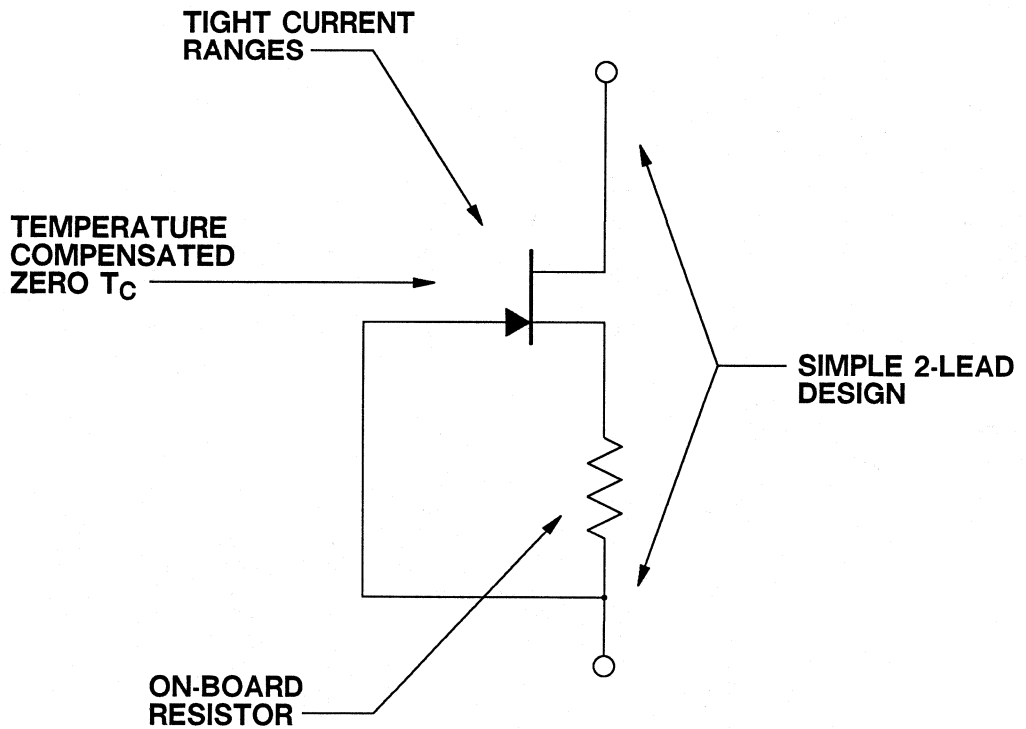 TIGHT CURRENT
RANGES
TEMPERATURE
COMPENSATED
ZERO TC
SIMPLE 2-LEAD
DESIGN
ON-BOARD
RESISTOR